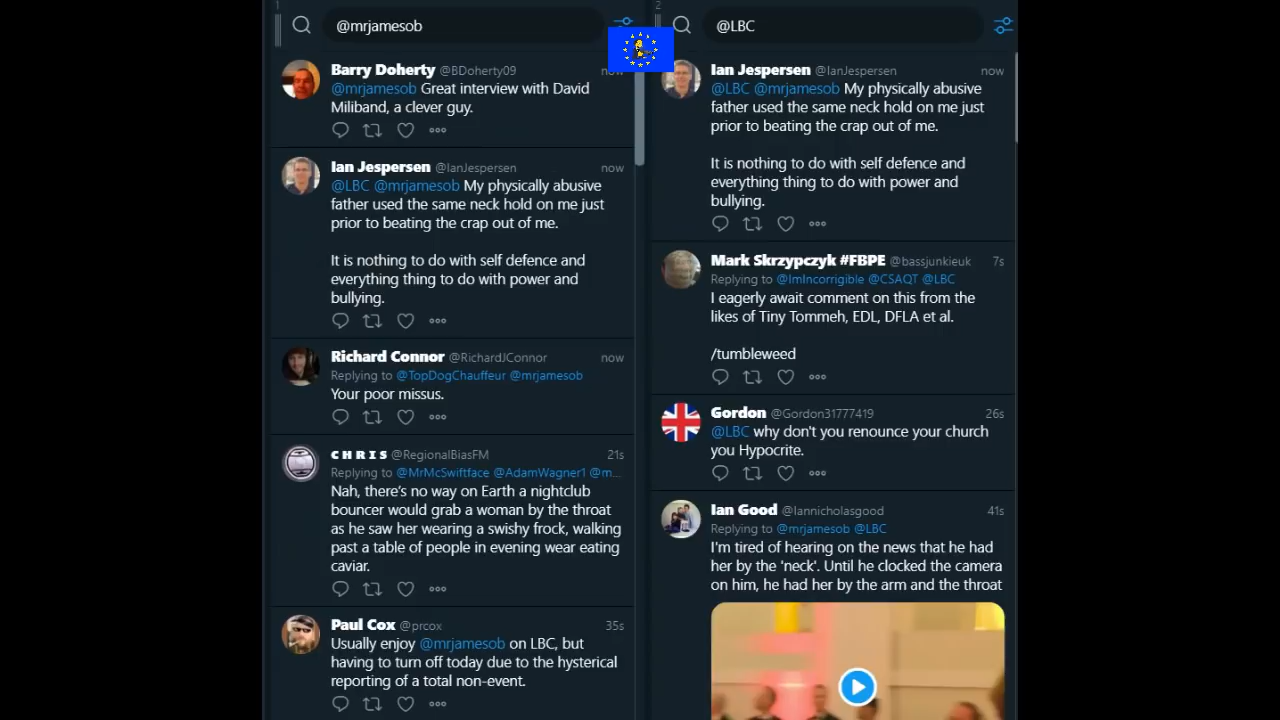 1
@mrjamesob
Barry Doherty @BDoherty09 now
@mrjamesob Great interview with David
Miliband, a clever guy.
Ian Jespersen @IanJespersen now
@LBC @mrjamesob My physically abusive
father used the same neck hold on me just
prior to beating the crap out of me.
It is nothing to do with self defence and
everything thing to do with power and
bullying.
Richard Connor @RichardJConnor now
Replying to @TopDogChauffeur @mrjamesob
Your poor missus.
C H R I S @RegionalBiasFM 21s
Replying to @MrMcSwiftface @AdamWagner1 @m...
Nah, there's no way on Earth a nightclub
bouncer would grab a woman by the throat
as he saw her wearing a swishy frock, walking
past a table of people in evening wear eating
caviar.
Paul Cox @prcox 35s
Usually enjoy @mrjamesob on LBC, but
having to turn off today due to the hysterical
reporting of a total non-event.
2
@LBC
Ian Jespersen @IanJespersen now
@LBC @mrjamesob My physically abusive
father used the same neck hold on me just
prior to beating the crap out of me.
It is nothing to do with self defence and
everything thing to do with power and
bullying.
Mark Skrzypczyk #FBPE @bassjunkieuk 7s
Replying to @ImIncorrigible @CSAQT @LBC
I eagerly await comment on this from the
likes of Tiny Tommeh, EDL, DFLA et al.
/tumbleweed
Gordon @Gordon31777419 26s
@LBC why don't you renounce your church
you Hypocrite.
Ian Good @Iannicholasgood 41s
Replying to @mrjamesob @LBC
I'm tired of hearing on the news that he had
her by the 'neck'. Until he clocked the camera
on him, he had her by the arm and the throat